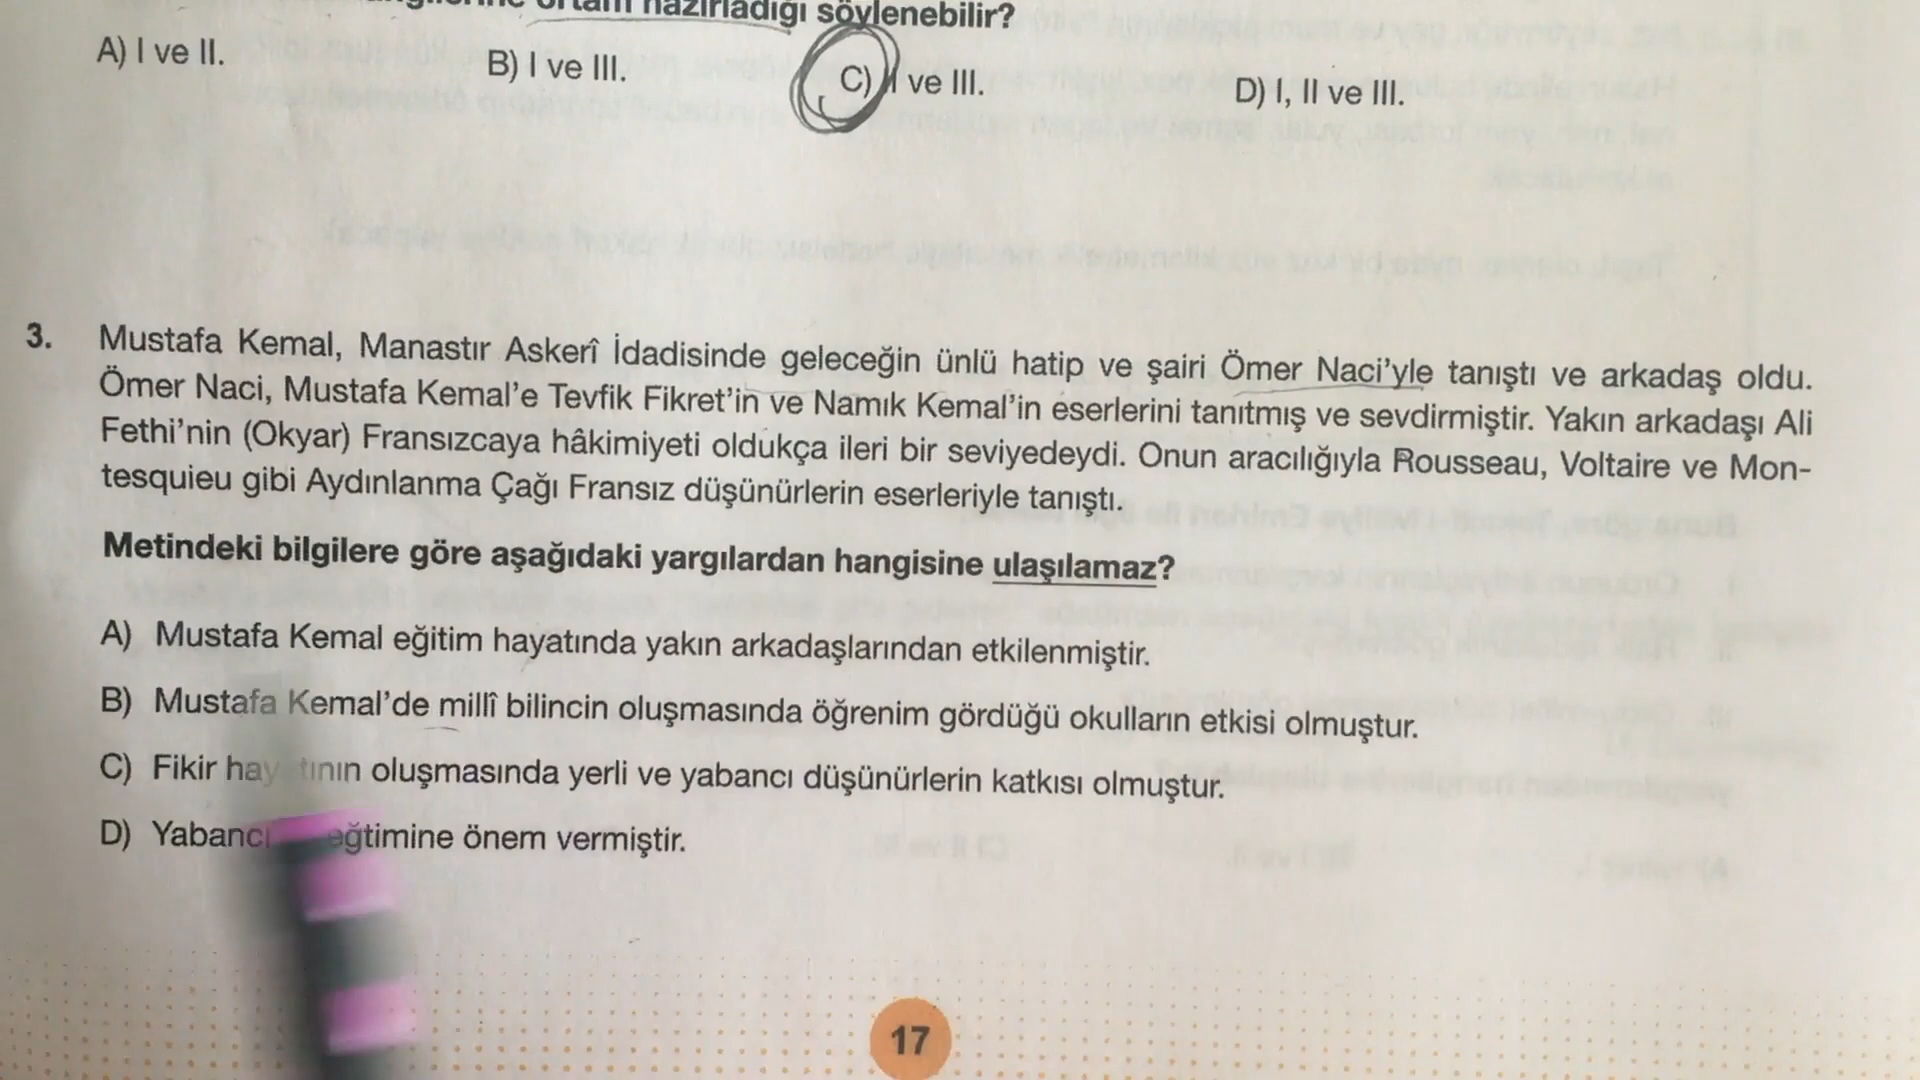 ortam hazırladığı söylenebilir?
A) I ve II.
B) I ve III.
C) II ve III.
D) I, II ve III.
3. Mustafa Kemal, Manastır Askerî İdadisinde geleceğin ünlü hatip ve şairi Ömer Naci’yle tanıştı ve arkadaş oldu.
Ömer Naci, Mustafa Kemal’e Tevfik Fikret’in ve Namık Kemal’in eserlerini tanıtmış ve sevdirmiştir. Yakın arkadaşı Ali
Fethi’nin (Okyar) Fransızcaya hâkimiyeti oldukça ileri bir seviyedeydi. Onun aracılığıyla Rousseau, Voltaire ve Mon-
tesquieu gibi Aydınlanma Çağı Fransız düşünürlerin eserleriyle tanıştı.
Metindeki bilgilere göre aşağıdaki yargılardan hangisine ulaşılamaz?
A) Mustafa Kemal eğitim hayatında yakın arkadaşlarından etkilenmiştir.
B) Mustafa Kemal’de millî bilincin oluşmasında öğrenim gördüğü okulların etkisi olmuştur.
C) Fikir hayatının oluşmasında yerli ve yabancı düşünürlerin katkısı olmuştur.
D) Yabancı eğtimine önem vermiştir.
17